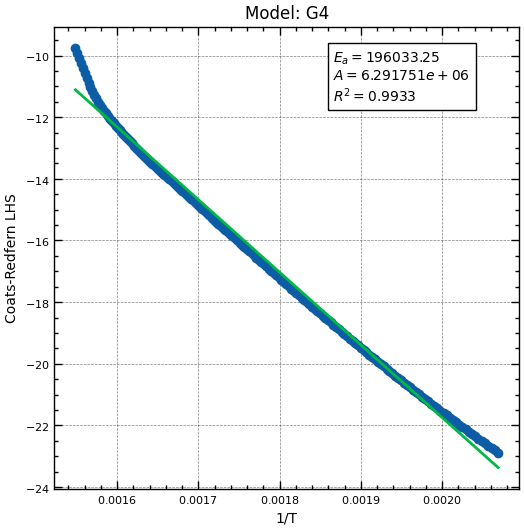 Model: G4
E_a = 196033.25
A = 6.291751e + 06
R² = 0.9933
Coats-Redfern LHS
−10
−12
−14
−16
−18
−20
−22
−24
0.0016 0.0017 0.0018 0.0019 0.0020
1/T